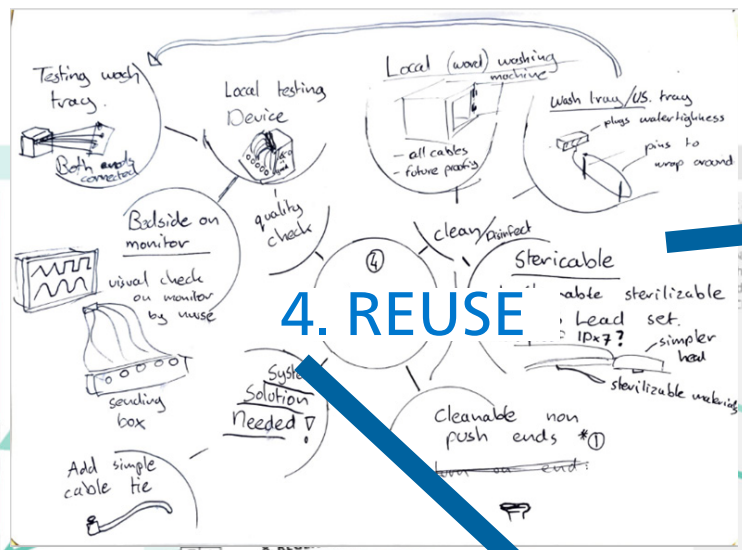 Testing wash
tray.
Both ends
connected
Local testing
Device
Local (ward) washing
machine
- all cables
- future proofing
Wash tray/US. tray
plugs watertightness
pins to
wrap around.
Bedside on
monitor
visual check
on monitor
by nurse
sending
box
quality
check
clean/Disinfect
④
4. REUSE
Stericable
sterilizable
Lead set.
IPx7?
simpler
head
sterilizable materials
System
Solution
Needed!
Cleanable non
push ends *①
Add simple
cable tie